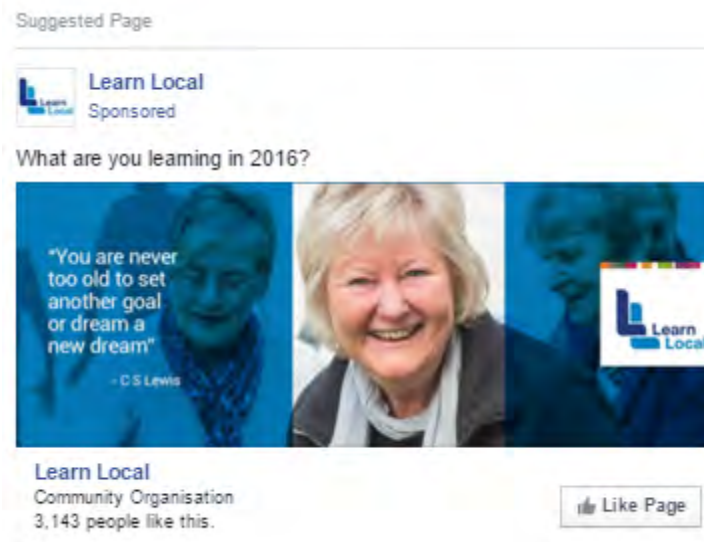 Suggested Page
Learn
Local
Learn Local
Sponsored
What are you learning in 2016?
"You are never
too old to set
another goal
or dream a
new dream"
- C S Lewis
Learn
Local
Learn Local
Community Organisation
3,143 people like this.
Like Page